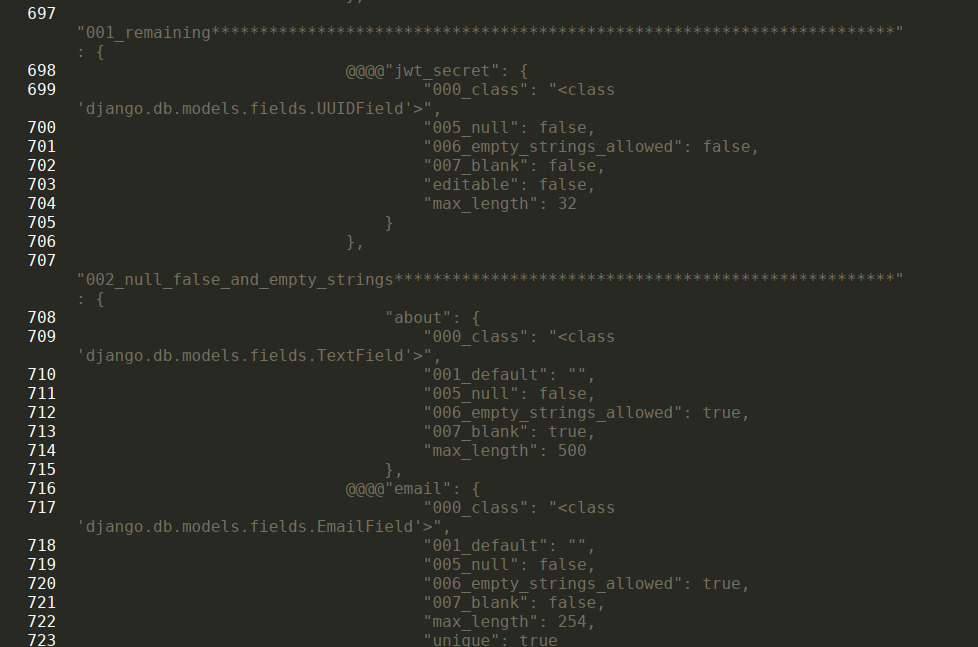 697
"001_remaining***********************************************************************"
: {
698 @@@@"jwt_secret": {
699 "000_class": "<class
'django.db.models.fields.UUIDField'>",
700 "005_null": false,
701 "006_empty_strings_allowed": false,
702 "007_blank": false,
703 "editable": false,
704 "max_length": 32
705 }
706 },
707
"002_null_false_and_empty_strings****************************************************"
: {
708 "about": {
709 "000_class": "<class
'django.db.models.fields.TextField'>",
710 "001_default": "",
711 "005_null": false,
712 "006_empty_strings_allowed": true,
713 "007_blank": true,
714 "max_length": 500
715 },
716 @@@@"email": {
717 "000_class": "<class
'django.db.models.fields.EmailField'>",
718 "001_default": "",
719 "005_null": false,
720 "006_empty_strings_allowed": true,
721 "007_blank": false,
722 "max_length": 254,
723 "unique": true